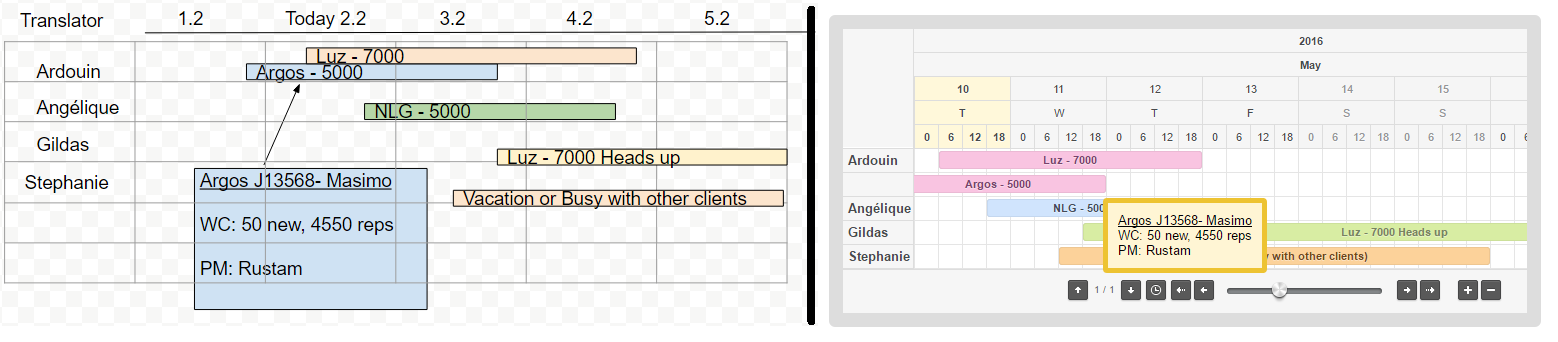 Translator 1.2 Today 2.2 3.2 4.2 5.2
Luz - 7000
Ardouin Argos - 5000
Angélique NLG - 5000
Gildas
Luz - 7000 Heads up
Stephanie
Argos J13568- Masimo
Vacation or Busy with other clients
WC: 50 new, 4550 reps
PM: Rustam
2016
May
10 11 12 13 14 15
T W T F S S
0 6 12 18 0 6 12 18 0 6 12 18 0 6 12 18 0 6 12 18 0 6 12 18 0
Ardouin Luz - 7000
Argos - 5000
Angélique NLG - 500
Argos J13568- Masimo
WC: 50 new, 4550 reps
PM: Rustam
Gildas Luz - 7000 Heads up
Stephanie with other clients)
1 / 1